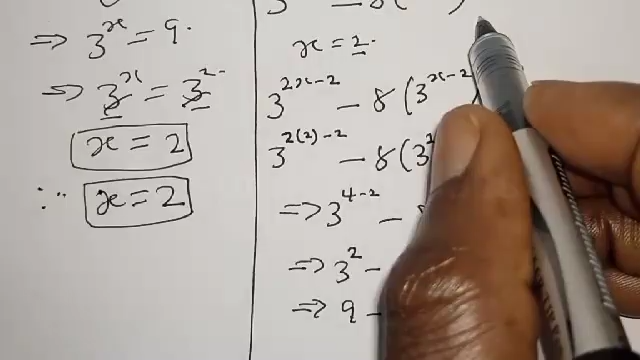 ⇒ 3^x = 9.
⇒ 3^x = 3^2
x = 2
∴ x = 2
x = 2.
3^{2x-2} - 8(3^{x-2}
3^{2(2)-2} - 8(3^2
⇒ 3^{4-2} -
⇒ 3^2 -
⇒ 9 -